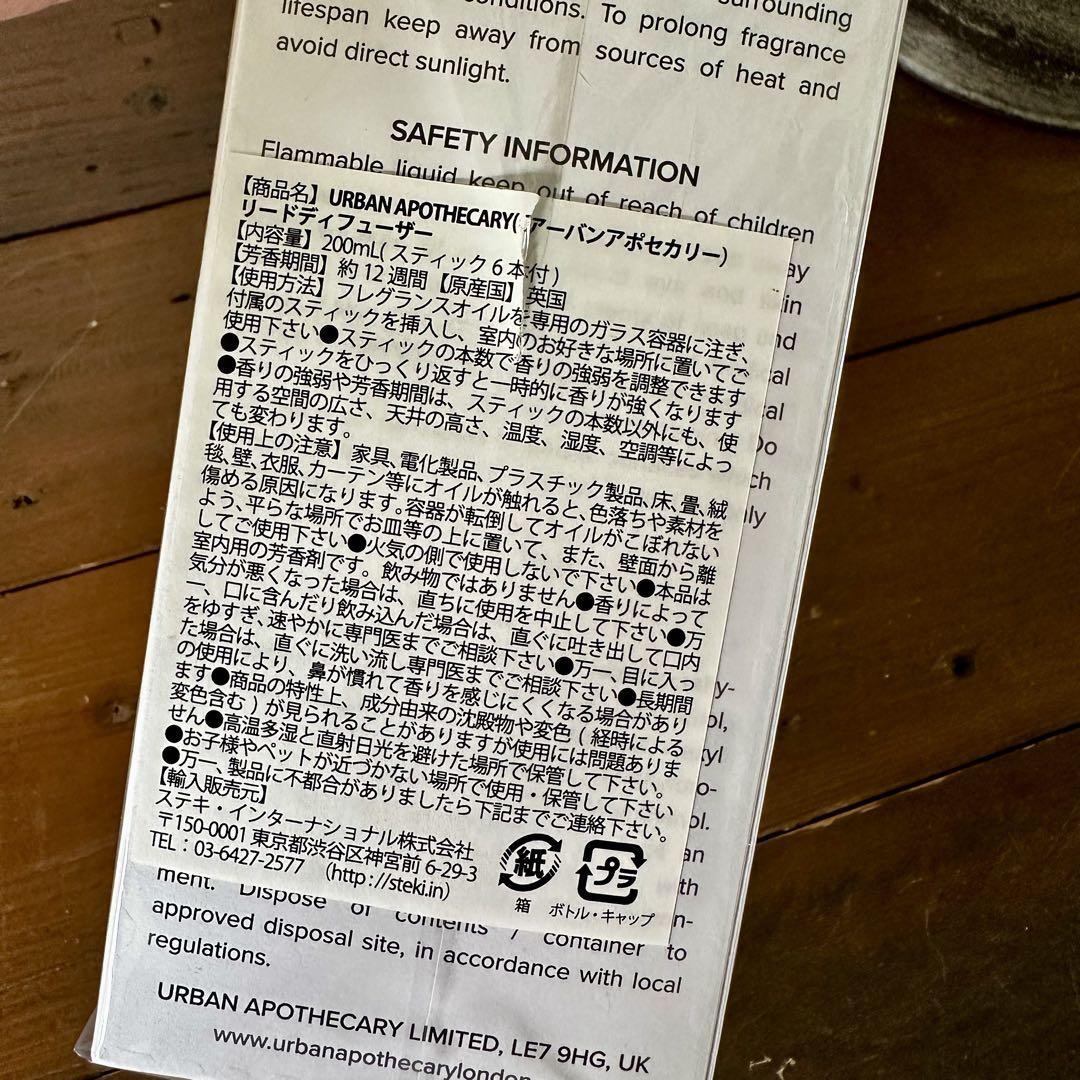 conditions. To prolong fragrance
surrounding
lifespan keep away from sources of heat and
avoid direct sunlight.
SAFETY INFORMATION
Flammable liquid keep out of reach of children
【商品名】URBAN APOTHECARY(アーバンアポセカリー)
リードディフューザー
【内容量】200mL(スティック6本付)
【芳香期間】約12週間【原産国】英国
【使用方法】フレグランスオイルを専用のガラス容器に注ぎ、
付属のスティックを挿入し、室内のお好きな場所に置いてご
使用下さい●スティックの本数で香りの強弱を調整できます
●スティックをひっくり返すと一時的に香りが強くなります
●香りの強弱や芳香期間は、スティックの本数以外にも、使
用する空間の広さ、天井の高さ、温度、湿度、空調等によっ
ても変わります。
【使用上の注意】家具、電化製品、プラスチック製品、床、畳、絨
毯、壁、衣服、カーテン等にオイルが触れると、色落ちや素材を
傷める原因になります。容器が転倒してオイルがこぼれない
よう、平らな場所でお皿等の上に置いて、また、壁面から離
してご使用下さい●火気の側で使用しないで下さい●本品は
室内用の芳香剤です。飲み物ではありません●香りによって
気分が悪くなった場合は、直ちに使用を中止して下さい●万
一、口に含んだり飲み込んだ場合は、直ぐに吐き出して口内
をゆすぎ、速やかに専門医までご相談下さい●万一、目に入っ
た場合は、直ぐに洗い流し専門医までご相談下さい●長期間
の使用により、鼻が慣れて香りを感じにくくなる場合があり
ます●商品の特性上、成分由来の沈殿物や変色(経時による
変色含む)が見られることがありますが使用には問題ありま
せん●高温多湿と直射日光を避けた場所で保管して下さい。
●お子様やペットが近づかない場所で使用・保管して下さい
●万一、製品に不都合がありましたら下記までご連絡下さい。
【輸入販売元】
ステキ・インターナショナル株式会社
〒150-0001 東京都渋谷区神宮前 6-29-3
TEL：03-6427-2577 (http://steki.in)
紙
箱
プラ
ボトル・キャップ
ment. Dispose of contents / container to
approved disposal site, in accordance with local
regulations.
URBAN APOTHECARY LIMITED, LE7 9HG, UK
www.urbanapothecarylondon